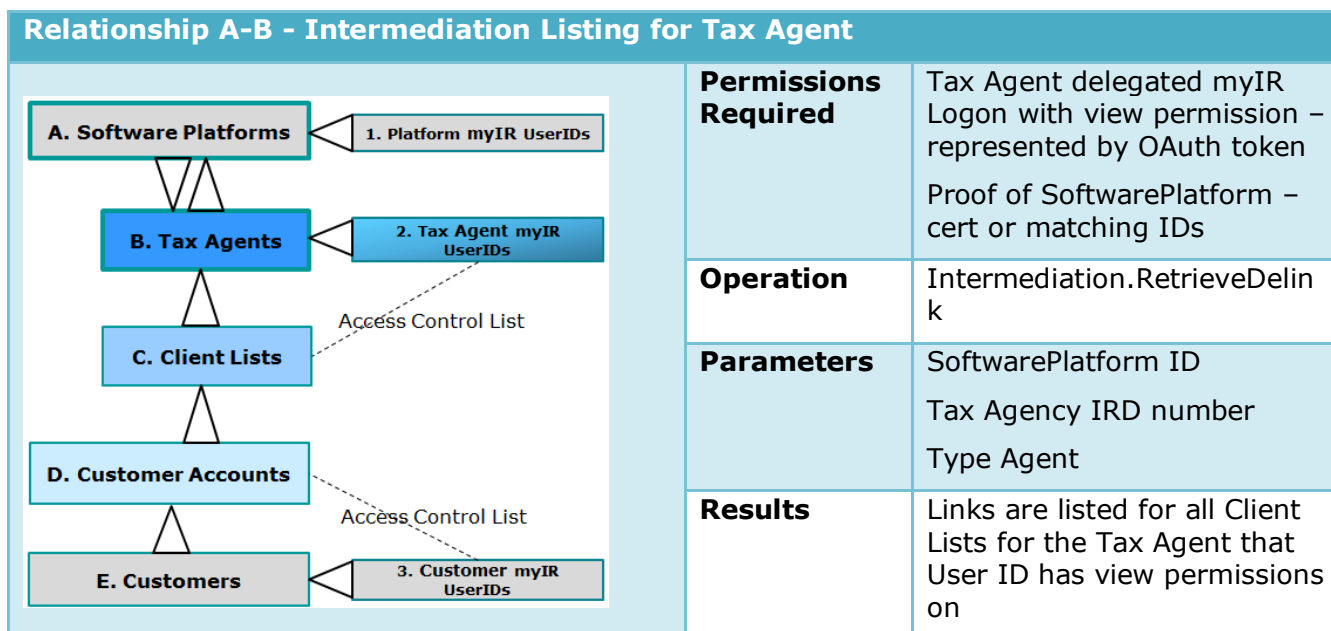 Relationship A-B - Intermediation Listing for Tax Agent
A. Software Platforms
1. Platform myIR UserIDs
B. Tax Agents
2. Tax Agent myIR
UserIDs
Access Control List
C. Client Lists
D. Customer Accounts
Access Control List
E. Customers
3. Customer myIR
UserIDs
Permissions
Required
Tax Agent delegated myIR
Logon with view permission –
represented by OAuth token
Proof of SoftwarePlatform –
cert or matching IDs
Operation
Intermediation.RetrieveDelin
k
Parameters
SoftwarePlatform ID
Tax Agency IRD number
Type Agent
Results
Links are listed for all Client
Lists for the Tax Agent that
User ID has view permissions
on